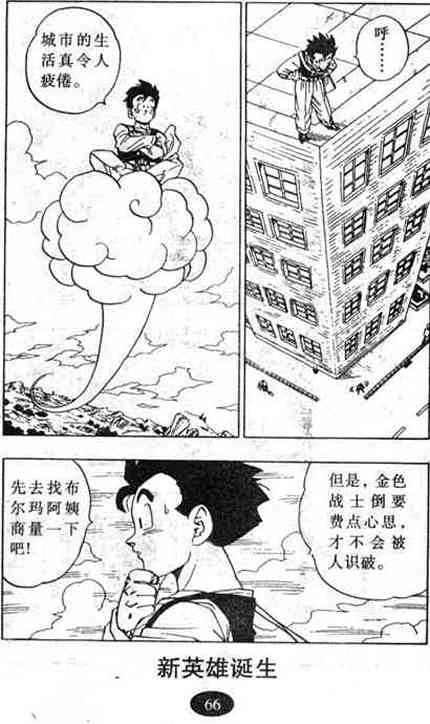 呼……
城市的生
活真令人
疲倦。
但是，金色
战士倒要
费点心思，
才不会被
人识破。
先去找布
尔玛阿姨
商量一下
吧!
新英雄诞生
66